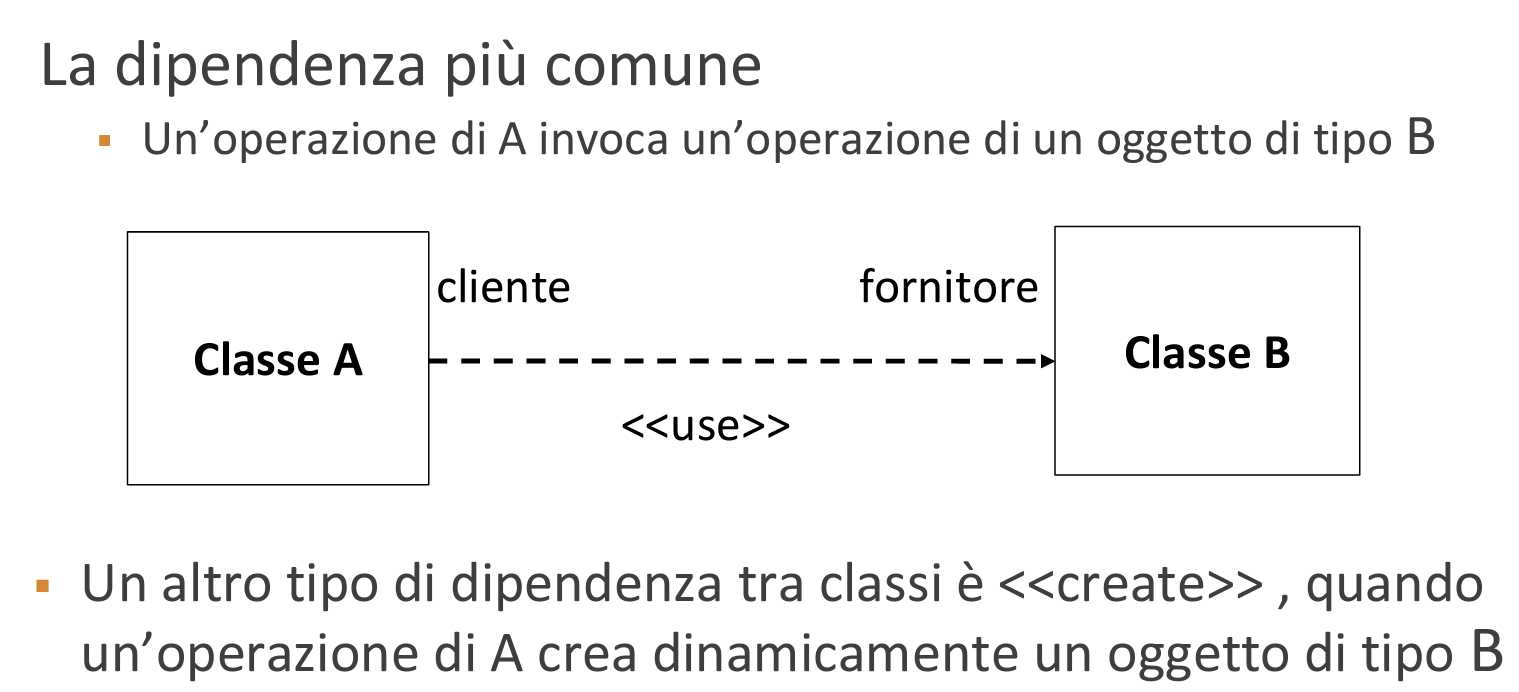 La dipendenza più comune
▪ Un’operazione di A invoca un’operazione di un oggetto di tipo B
cliente
fornitore
Classe A
Classe B
<<use>>
▪ Un altro tipo di dipendenza tra classi è <<create>> , quando
un’operazione di A crea dinamicamente un oggetto di tipo B